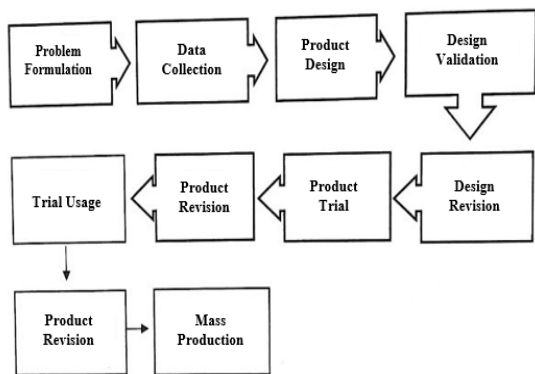 Problem
Formulation
Data
Collection
Product
Design
Design
Validation
Design
Revision
Product
Trial
Product
Revision
Trial Usage
Product
Revision
Mass
Production